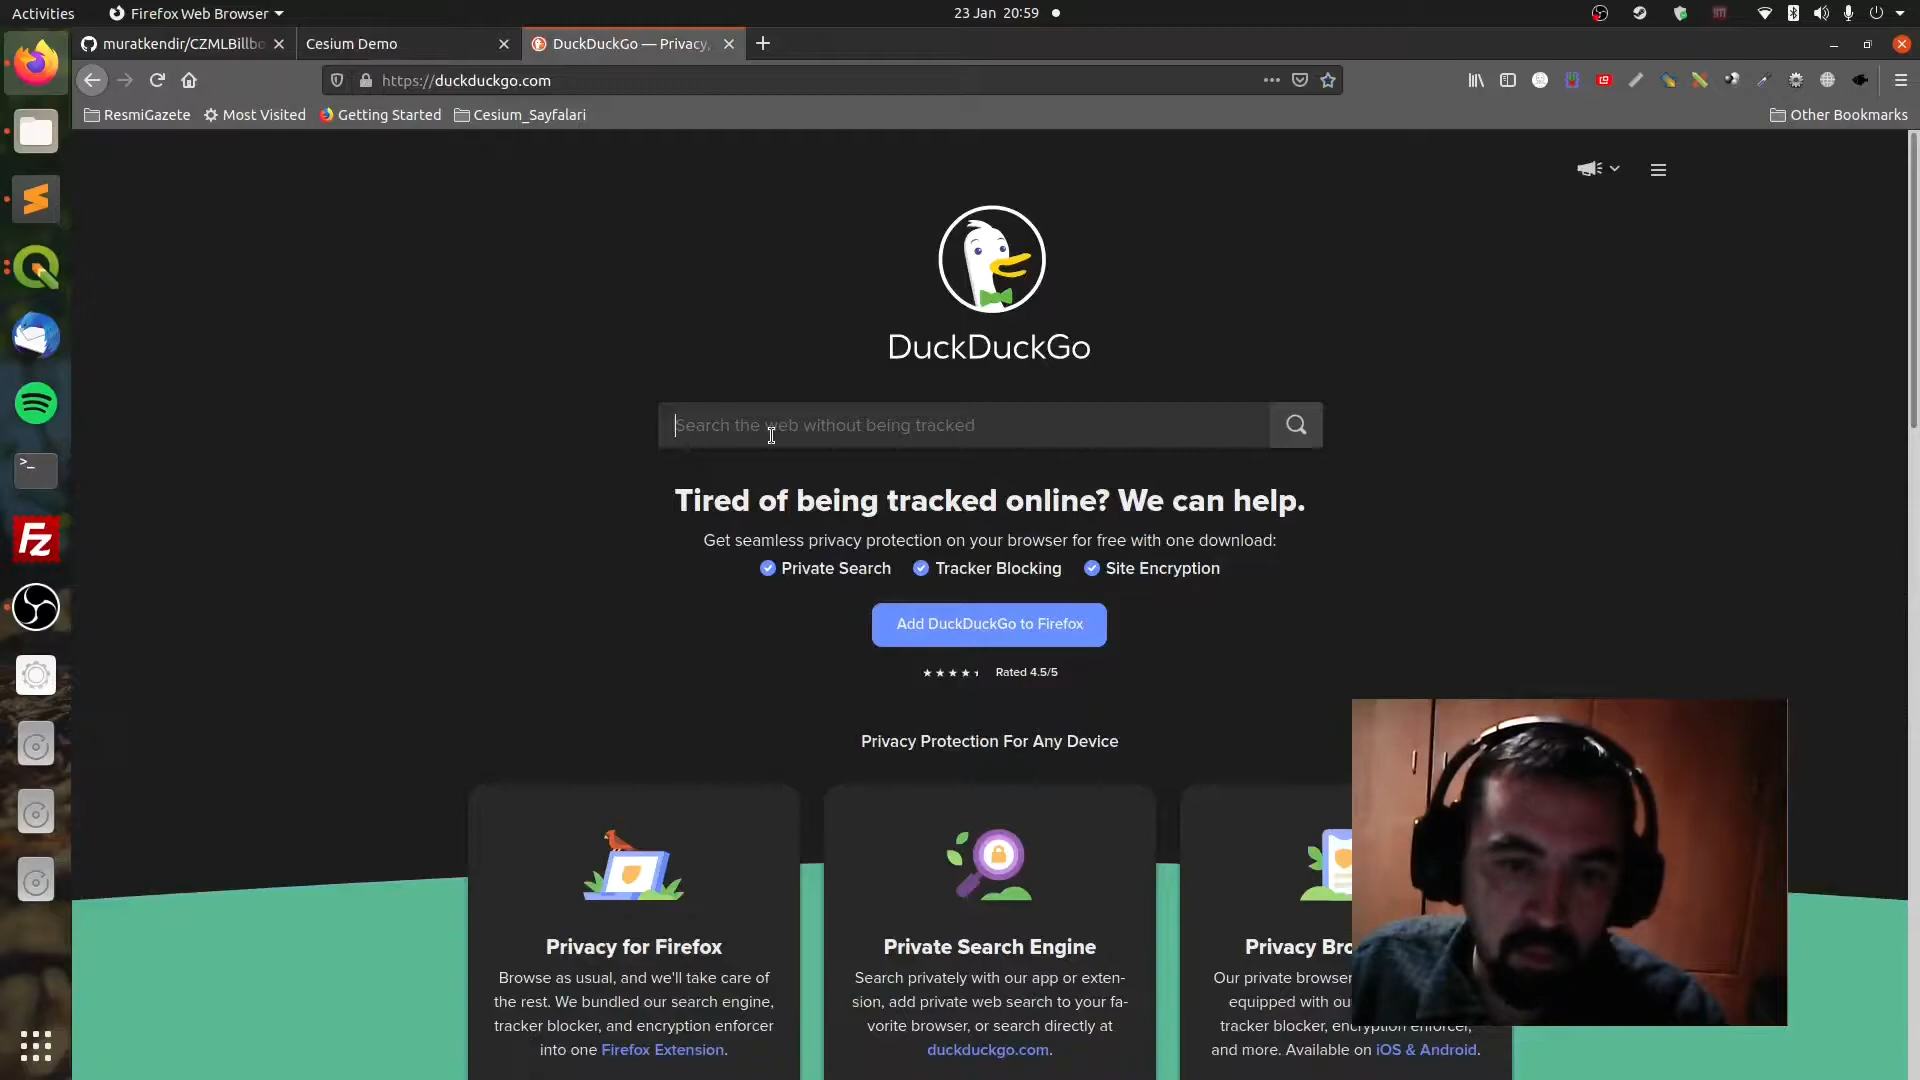 Activities
Firefox Web Browser
23 Jan 20:59
muratkendir/CZMLBillbo
Cesium Demo
DuckDuckGo — Privacy,
https://duckduckgo.com
ResmiGazete
Most Visited
Getting Started
Cesium_Sayfalari
Other Bookmarks
DuckDuckGo
Search the web without being tracked
Tired of being tracked online? We can help.
Get seamless privacy protection on your browser for free with one download:
Private Search
Tracker Blocking
Site Encryption
Add DuckDuckGo to Firefox
Rated 4.5/5
Privacy Protection For Any Device
Privacy for Firefox
Browse as usual, and we'll take care of
the rest. We bundled our search engine,
tracker blocker, and encryption enforcer
into one Firefox Extension.
Private Search Engine
Search privately with our app or exten-
sion, add private web search to your fa-
vorite browser, or search directly at
duckduckgo.com.
Privacy Bro
Our private browser
equipped with ou
tracker blocker, encryption enforcer,
and more. Available on iOS & Android.